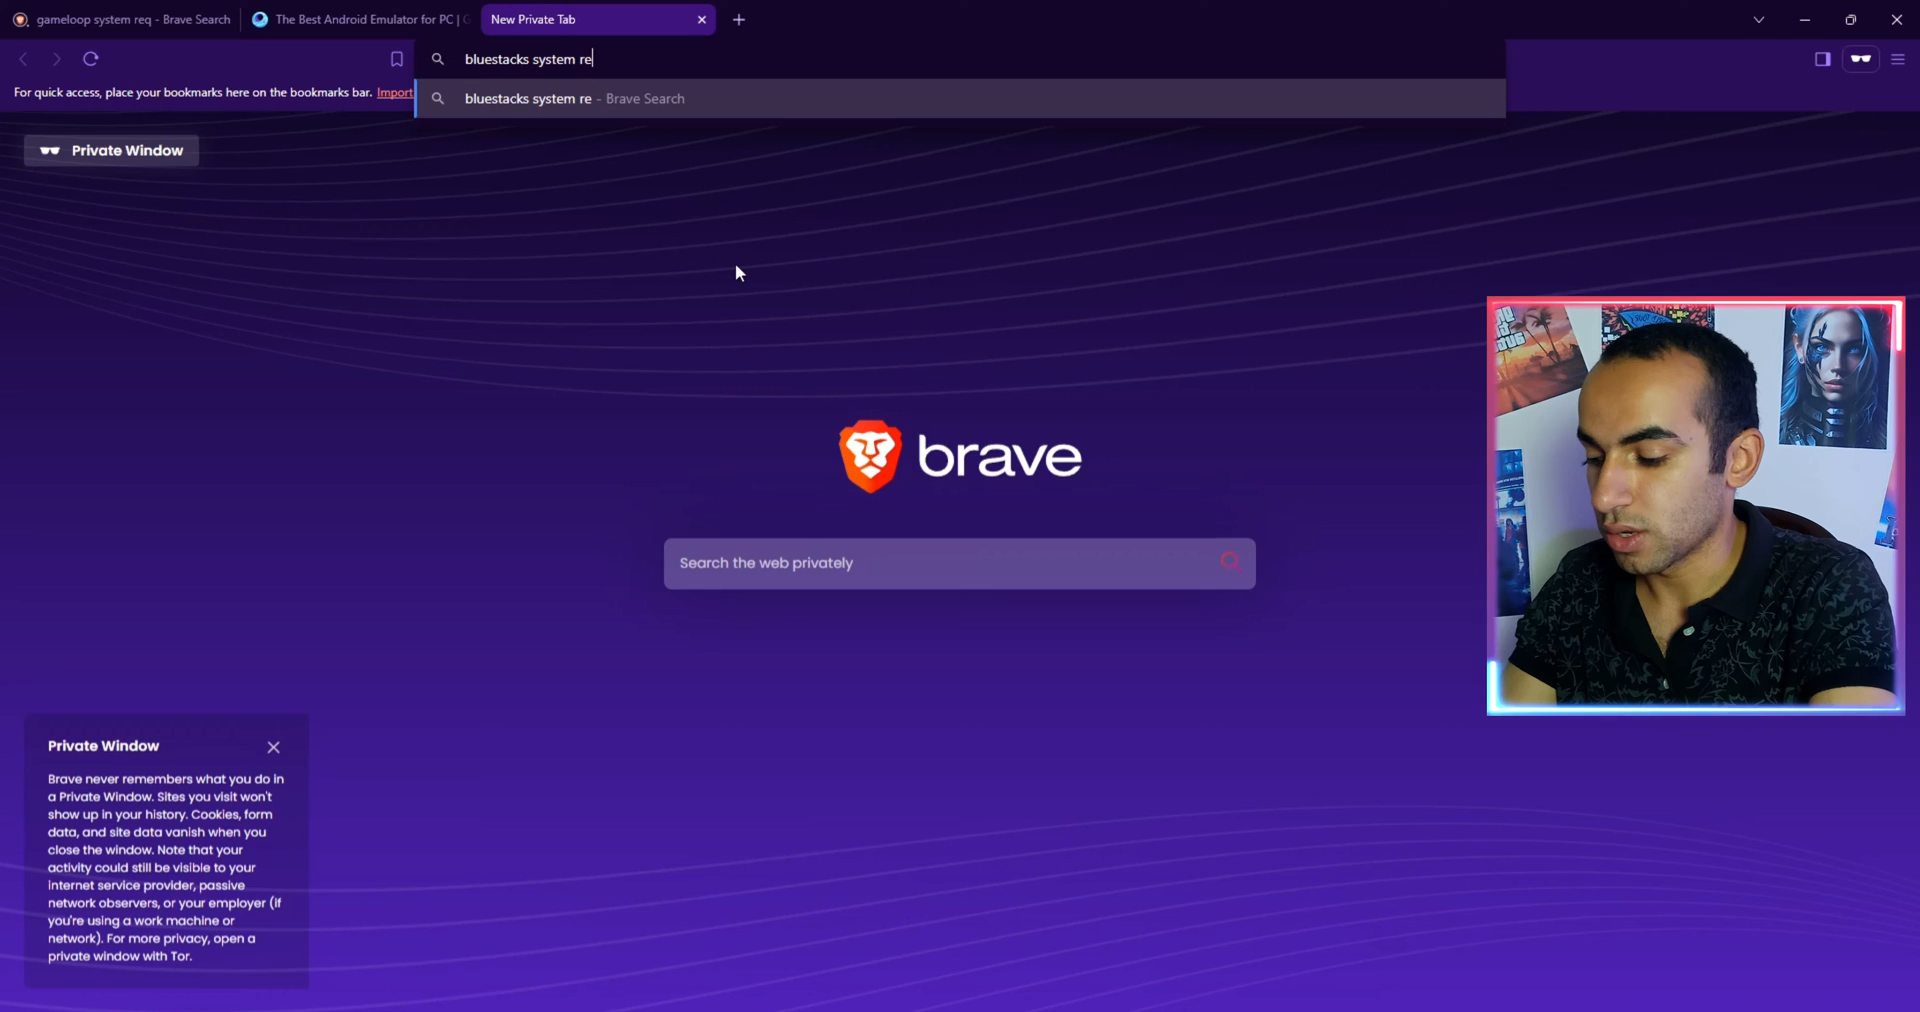 gameloop system req - Brave Search
The Best Android Emulator for PC | G
New Private Tab
bluestacks system re
For quick access, place your bookmarks here on the bookmarks bar. Import
bluestacks system re - Brave Search
Private Window
brave
Search the web privately
Private Window
Brave never remembers what you do in
a Private Window. Sites you visit won't
show up in your history. Cookies, form
data, and site data vanish when you
close the window. Note that your
activity could still be visible to your
internet service provider, passive
network observers, or your employer (if
you're using a work machine or
network). For more privacy, open a
private window with Tor.